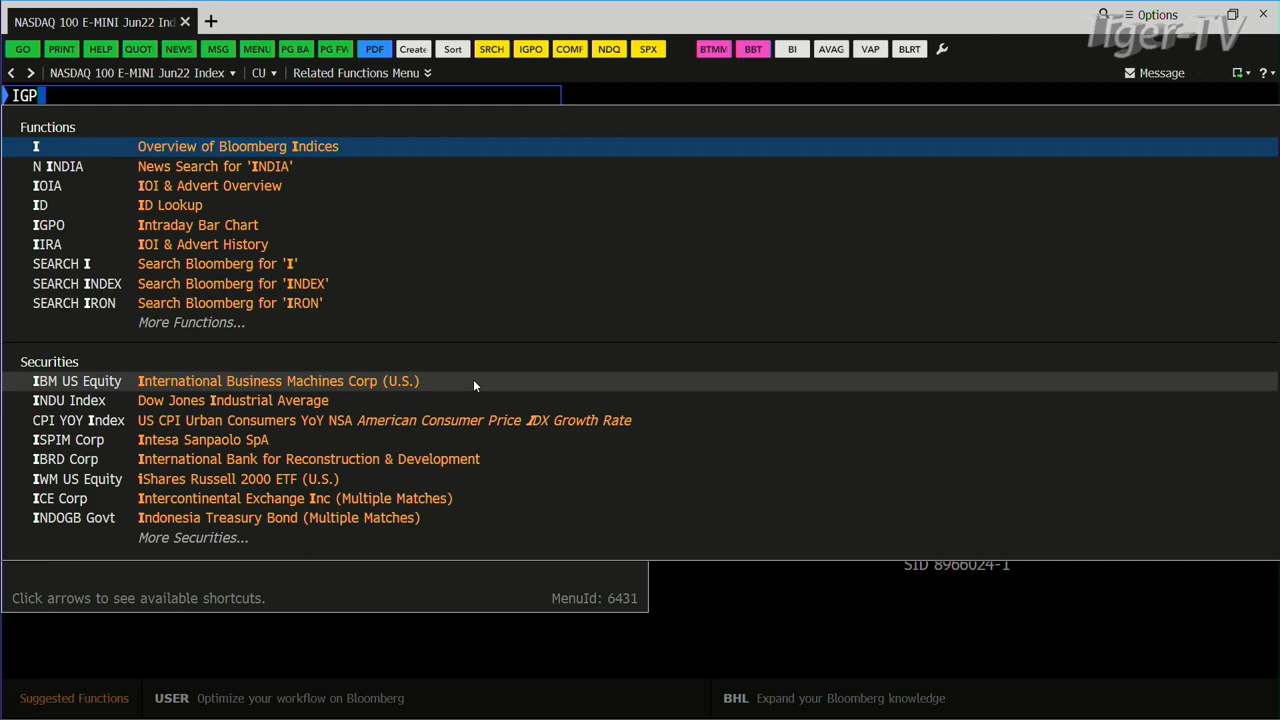 NASDAQ 100 E-MINI Jun22 Ind
Options
Tiger-TV
GO PRINT HELP QUOT NEWS MSG MENU PG BA PG FW PDF Create Sort SRCH IGPO COMF NDQ SPX BTMM BBT BI AVAG VAP BLRT
NASDAQ 100 E-MINI Jun22 Index CU Related Functions Menu Message ?
IGP
Functions
I Overview of Bloomberg Indices
N INDIA News Search for 'INDIA'
IOIA IOI & Advert Overview
ID ID Lookup
IGPO Intraday Bar Chart
IIRA IOI & Advert History
SEARCH I Search Bloomberg for 'I'
SEARCH INDEX Search Bloomberg for 'INDEX'
SEARCH IRON Search Bloomberg for 'IRON'
More Functions...
Securities
IBM US Equity International Business Machines Corp (U.S.)
INDU Index Dow Jones Industrial Average
CPI YOY Index US CPI Urban Consumers YoY NSA American Consumer Price IDX Growth Rate
ISPIM Corp Intesa Sanpaolo SpA
IBRD Corp International Bank for Reconstruction & Development
IWM US Equity iShares Russell 2000 ETF (U.S.)
ICE Corp Intercontinental Exchange Inc (Multiple Matches)
INDOGB Govt Indonesia Treasury Bond (Multiple Matches)
More Securities...
SID 8966024-1
Click arrows to see available shortcuts. MenuId: 6431
Suggested Functions USER Optimize your workflow on Bloomberg BHL Expand your Bloomberg knowledge